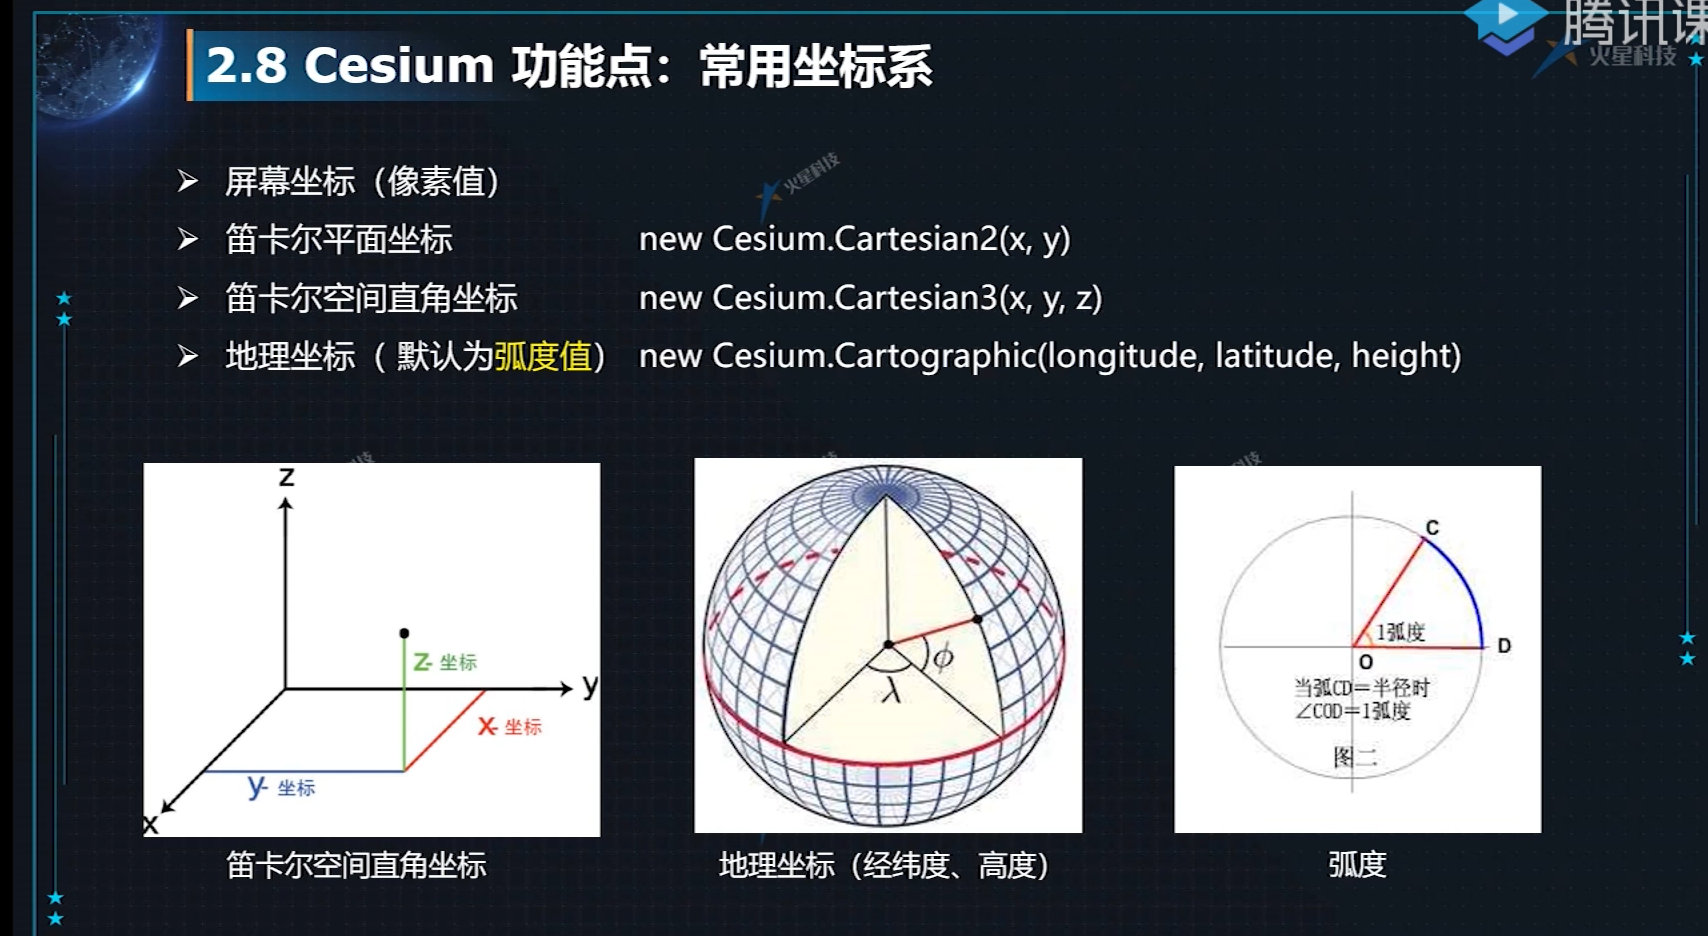 腾讯课
火星科技
2.8 Cesium 功能点：常用坐标系
火星科技
➢ 屏幕坐标（像素值）
➢ 笛卡尔平面坐标 new Cesium.Cartesian2(x, y)
➢ 笛卡尔空间直角坐标 new Cesium.Cartesian3(x, y, z)
➢ 地理坐标（ 默认为弧度值） new Cesium.Cartographic(longitude, latitude, height)
z
Z- 坐标
y
X- 坐标
y- 坐标
x
ϕ
λ
C
1弧度
D
O
当弧CD＝半径时
∠COD＝1弧度
图二
笛卡尔空间直角坐标
地理坐标（经纬度、高度）
弧度